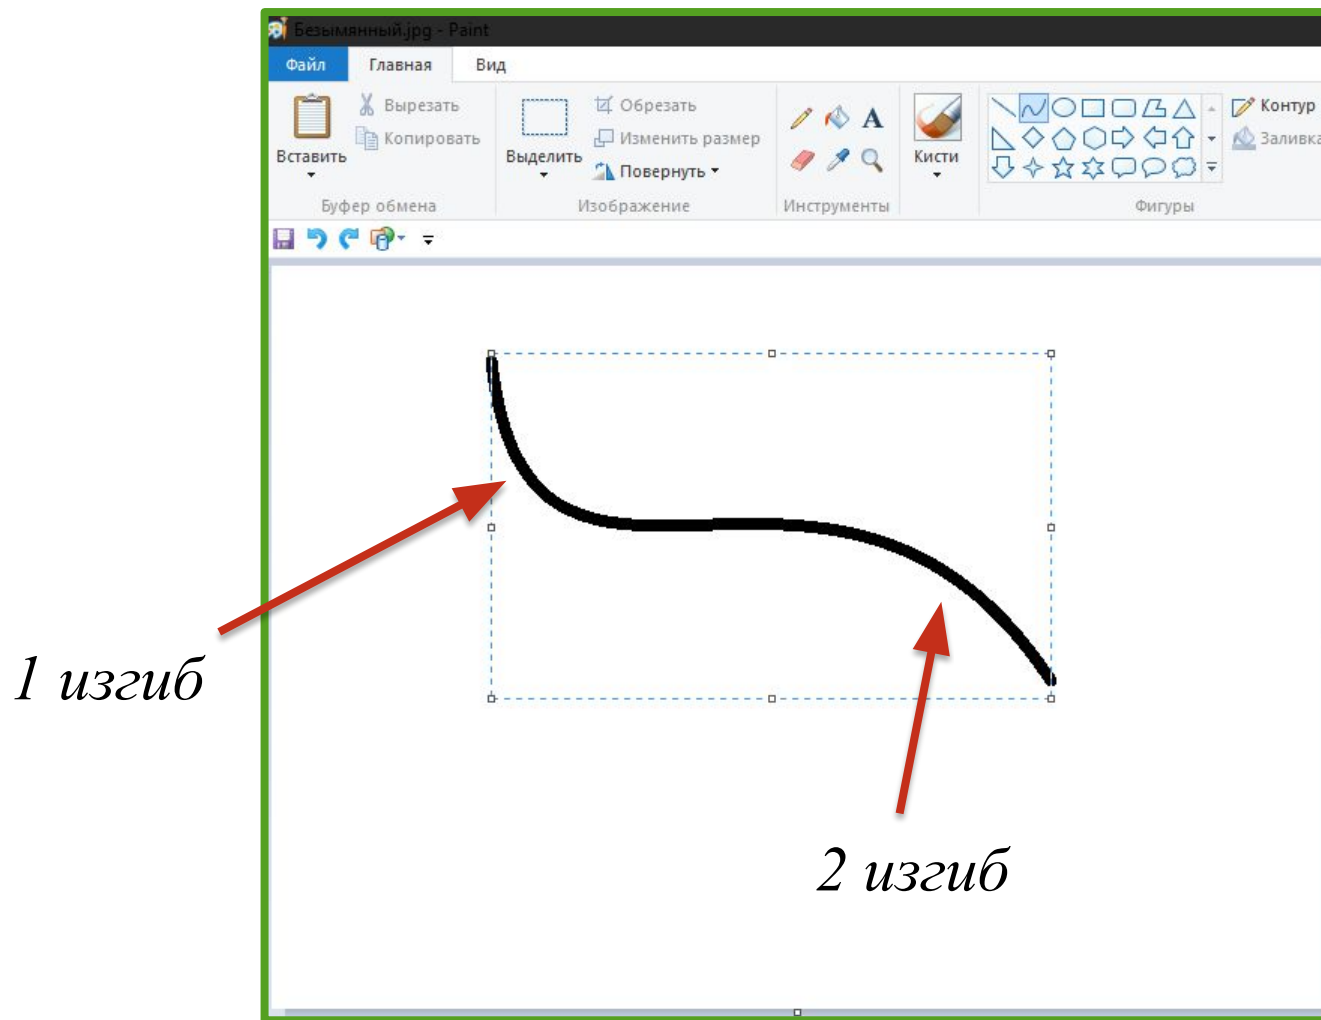 Безымянный.jpg - Paint
Файл Главная Вид
Вставить
Вырезать
Копировать
Буфер обмена
Выделить
Обрезать
Изменить размер
Повернуть
Изображение
A
Инструменты
Кисти
Фигуры
Контур
Заливка
1 изгиб
2 изгиб